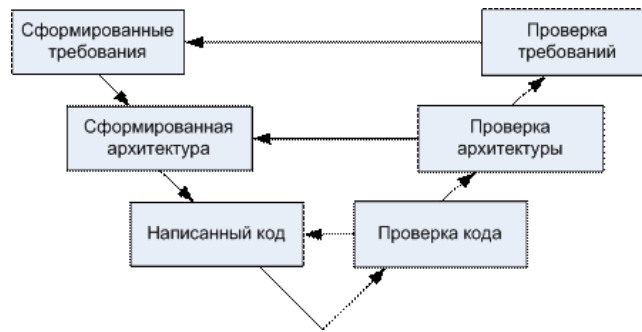 Сформированные
требования
Проверка
требований
Сформированная
архитектура
Проверка
архитектуры
Написанный код
Проверка кода